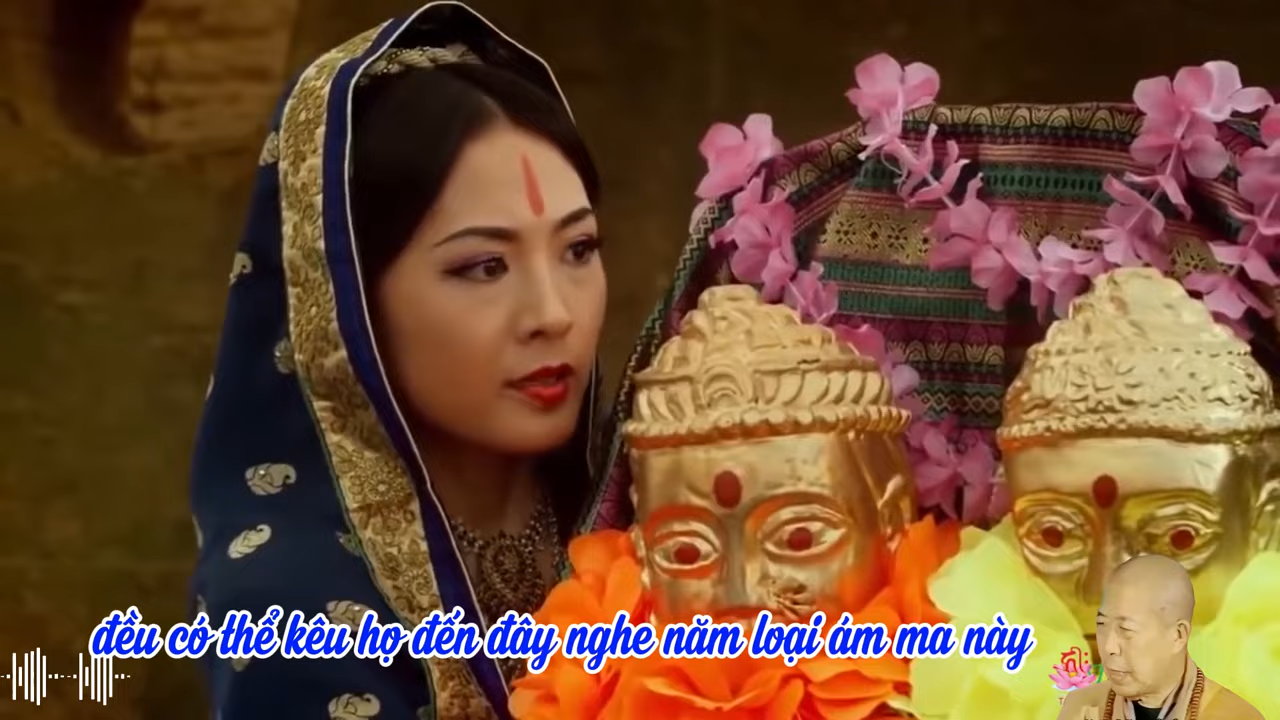 đều có thể kêu họ đến đây nghe năm loại ám ma này